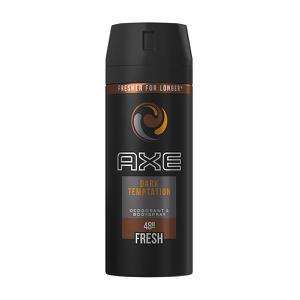 FRESHER FOR LONGER*
AXE
DARK
TEMPTATION
DEODORANT &
BODYSPRAY
48H
FRESH